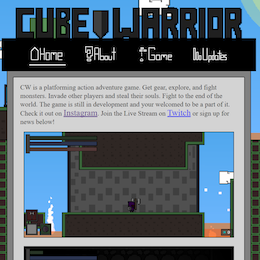 CUBE WARRIOR
Home About Game Updates
CW is a platforming action adventure game. Get gear, explore, and fight
monsters. Invade other players and steal their souls. Fight to the end of the
world. The game is still in development and your welcomed to be a part of it.
Check it out on Instagram. Join the Live Stream on Twitch or sign up for
news below!